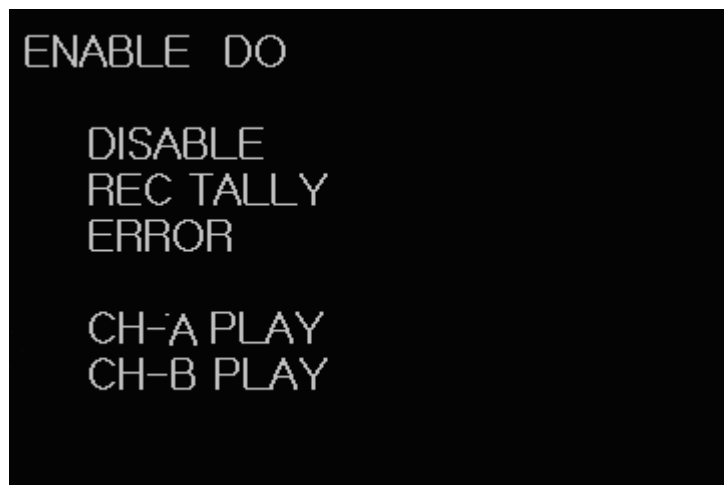 ENABLE DO
DISABLE
REC TALLY
ERROR
CH-A PLAY
CH-B PLAY